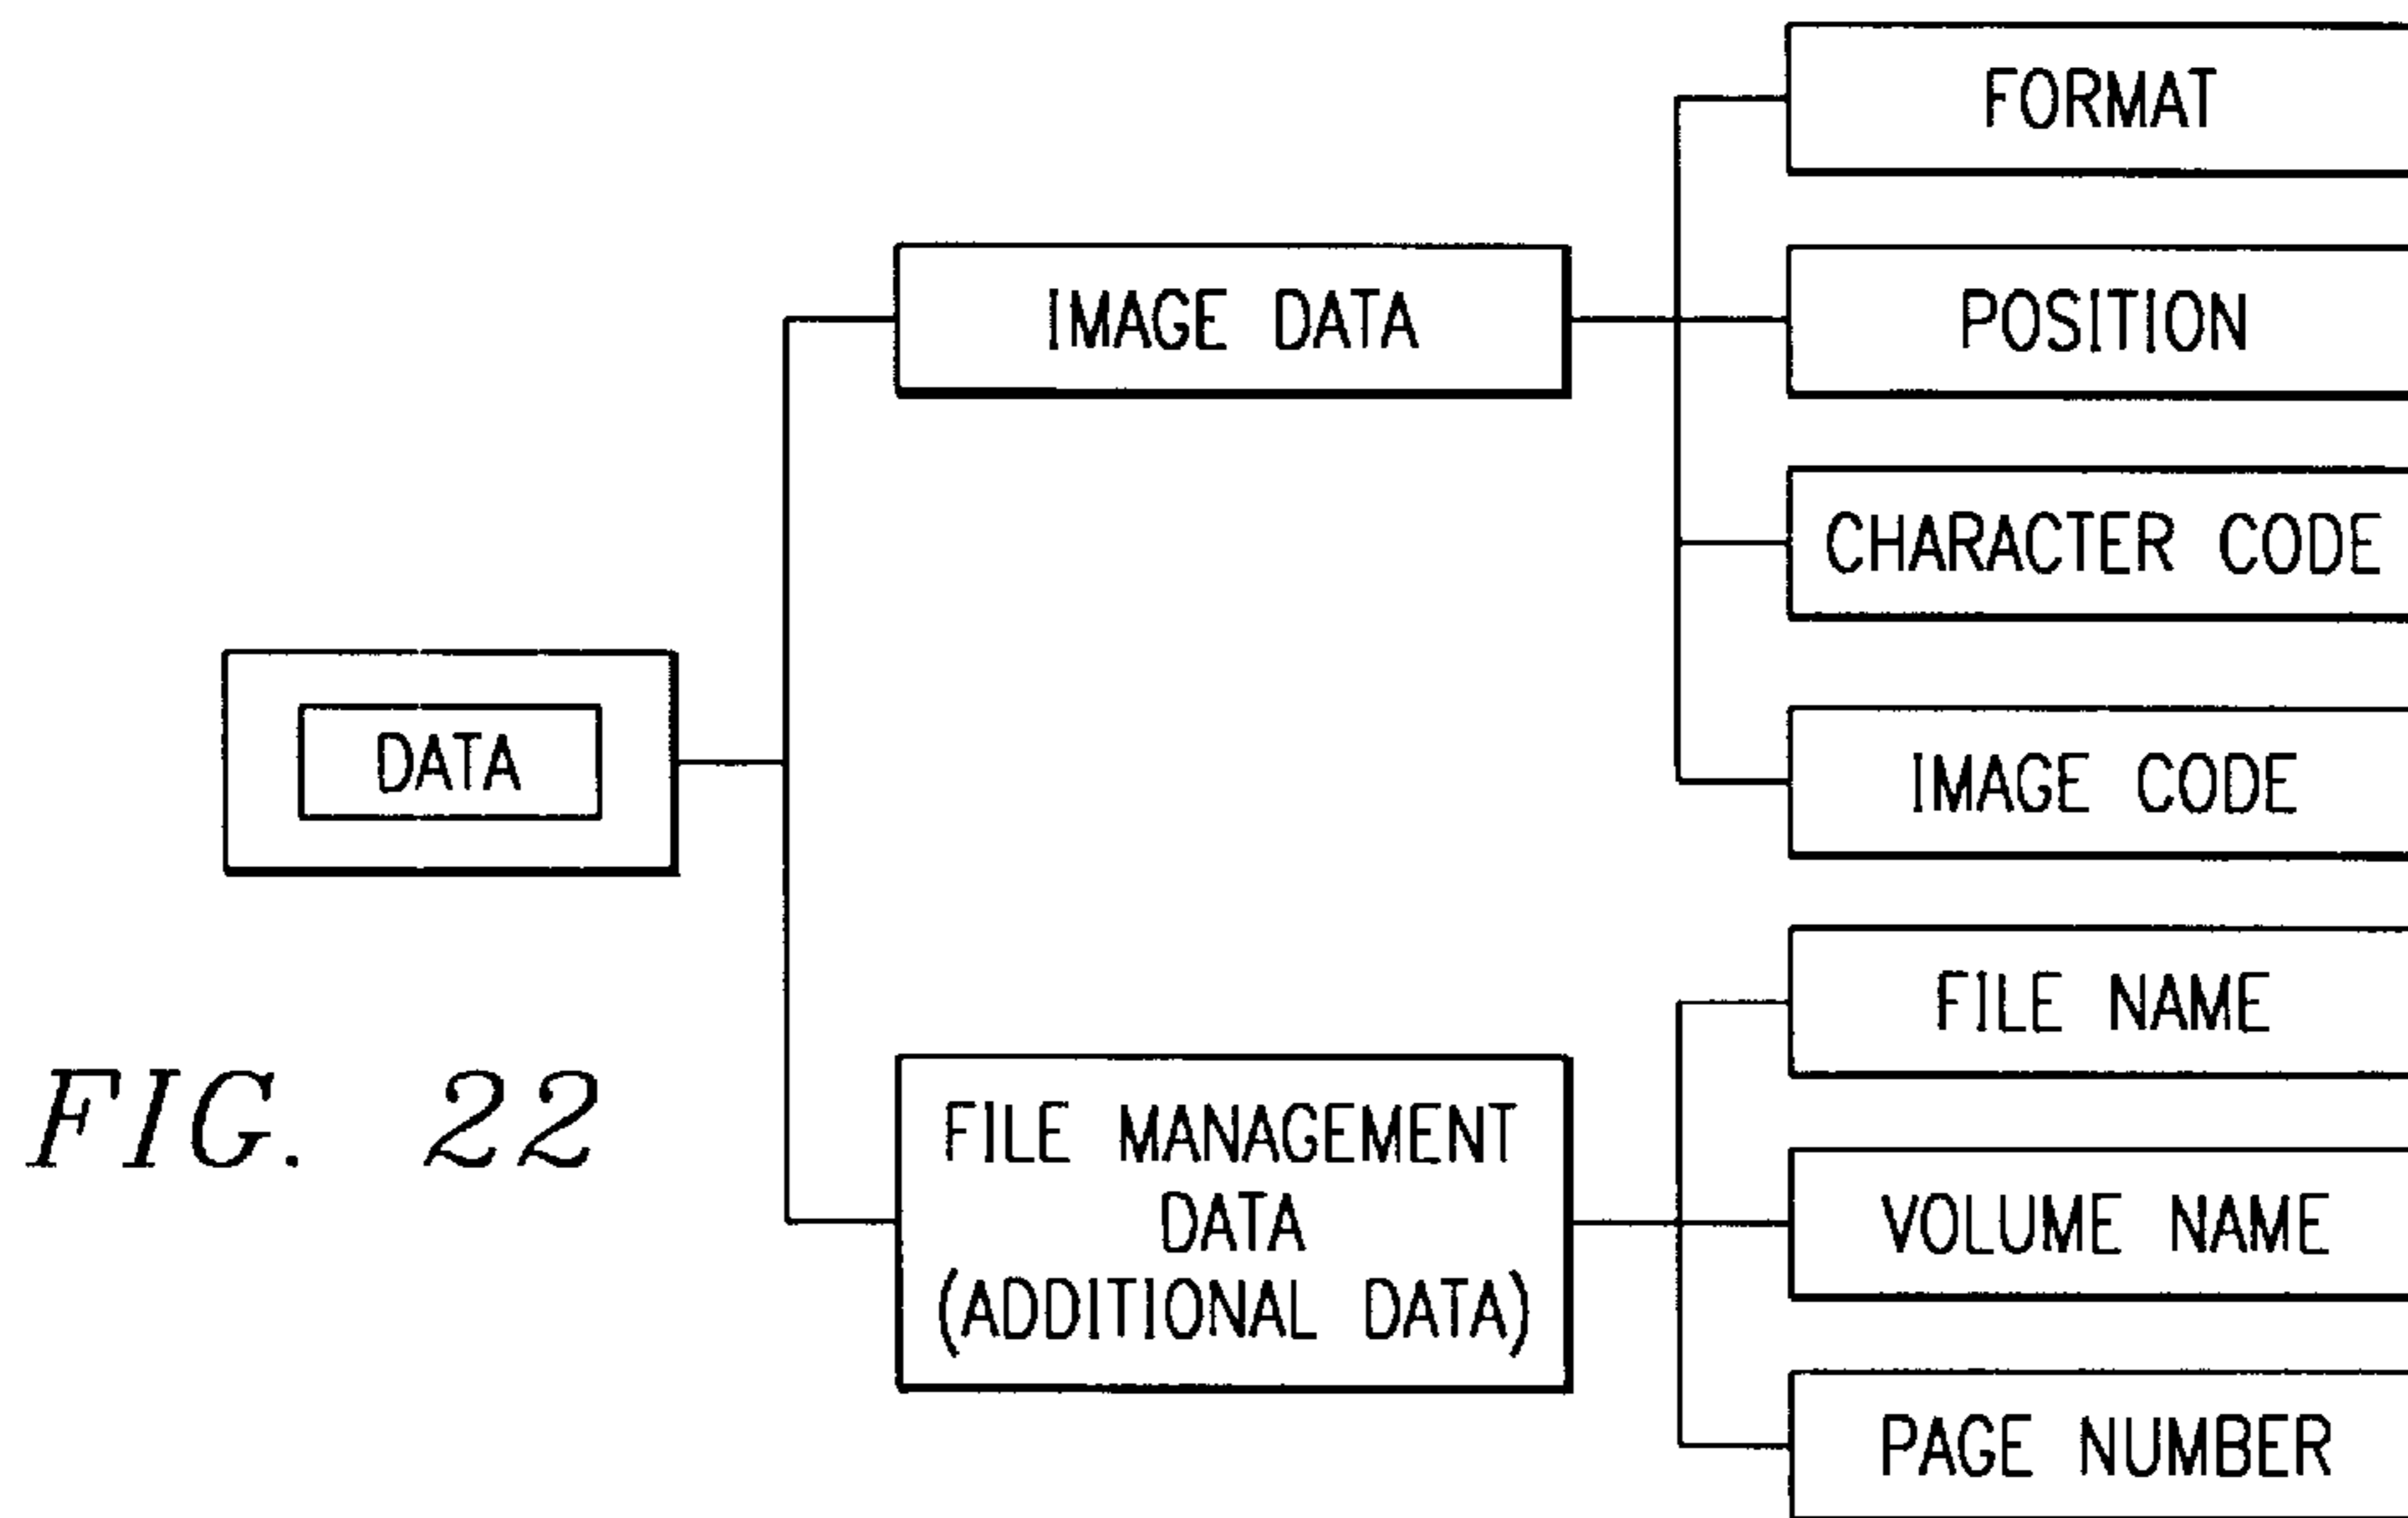 FORMAT
IMAGE DATA
POSITION
CHARACTER CODE
DATA
IMAGE CODE
FILE NAME
FIG. 22
FILE MANAGEMENT
DATA
(ADDITIONAL DATA)
VOLUME NAME
PAGE NUMBER